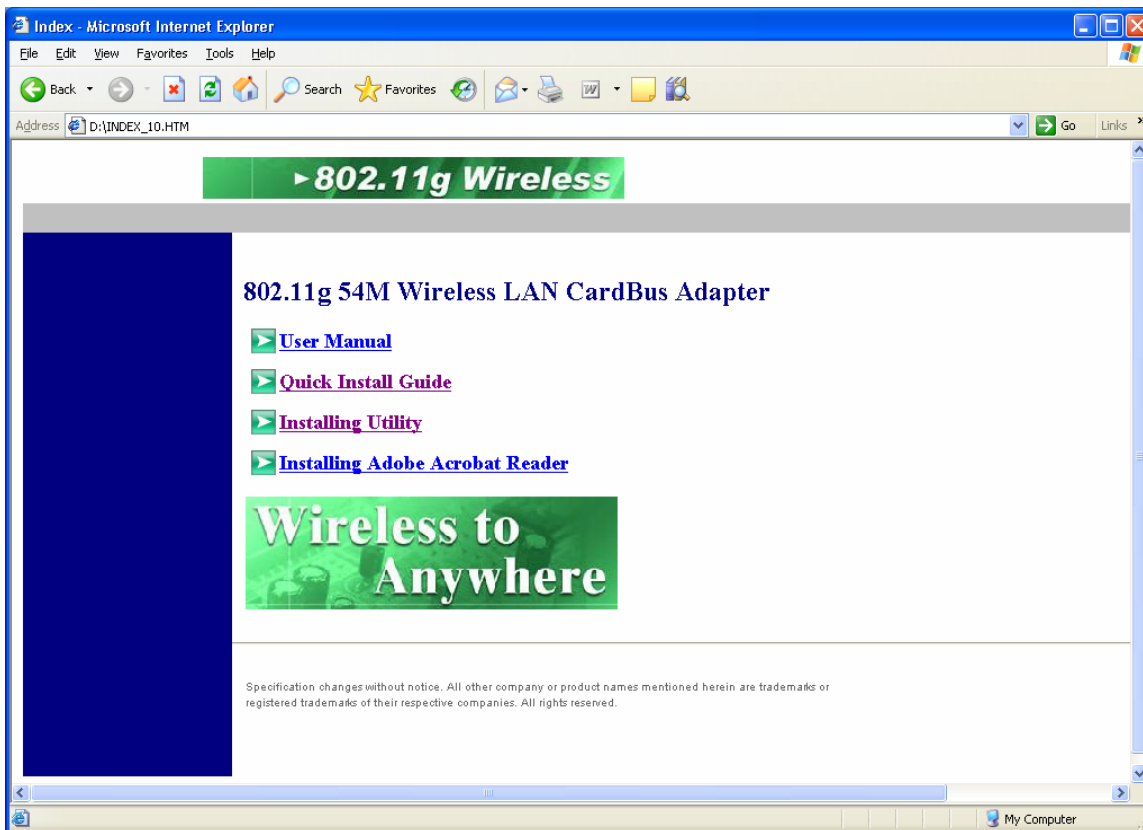 Index - Microsoft Internet Explorer
File Edit View Favorites Tools Help
Back Search Favorites
Address D:\INDEX_10.HTM Go Links
802.11g Wireless
802.11g 54M Wireless LAN CardBus Adapter
User Manual
Quick Install Guide
Installing Utility
Installing Adobe Acrobat Reader
Wireless to
Anywhere
Specification changes without notice. All other company or product names mentioned herein are trademarks or
registered trademarks of their respective companies. All rights reserved.
My Computer